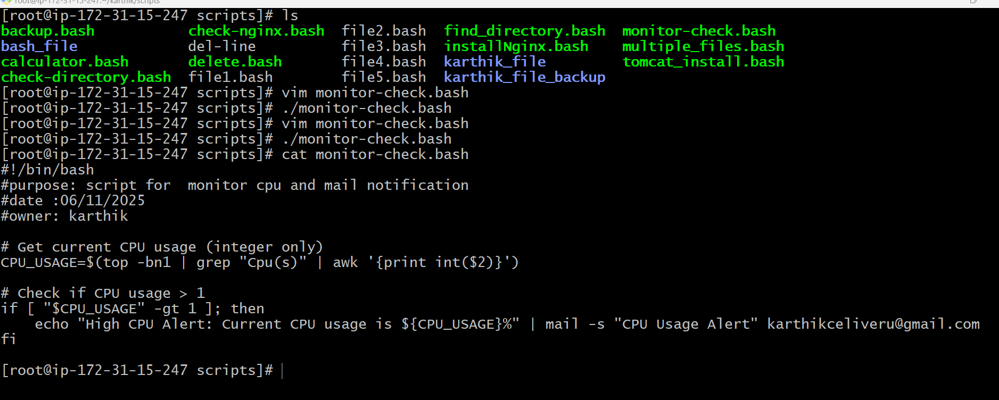 root@ip-172-31-15-247:~/karthik/scripts
[root@ip-172-31-15-247 scripts]# ls
backup.bash check-nginx.bash file2.bash find_directory.bash monitor-check.bash
bash_file del-line file3.bash installNginx.bash multiple_files.bash
calculator.bash delete.bash file4.bash karthik_file tomcat_install.bash
check-directory.bash file1.bash file5.bash karthik_file_backup
[root@ip-172-31-15-247 scripts]# vim monitor-check.bash
[root@ip-172-31-15-247 scripts]# ./monitor-check.bash
[root@ip-172-31-15-247 scripts]# vim monitor-check.bash
[root@ip-172-31-15-247 scripts]# ./monitor-check.bash
[root@ip-172-31-15-247 scripts]# cat monitor-check.bash
#!/bin/bash
#purpose: script for  monitor cpu and mail notification
#date :06/11/2025
#owner: karthik

# Get current CPU usage (integer only)
CPU_USAGE=$(top -bn1 | grep "Cpu(s)" | awk '{print int($2)}')

# Check if CPU usage > 1
if [ "$CPU_USAGE" -gt 1 ]; then
    echo "High CPU Alert: Current CPU usage is ${CPU_USAGE}%" | mail -s "CPU Usage Alert" karthikceliveru@gmail.com
fi

[root@ip-172-31-15-247 scripts]#